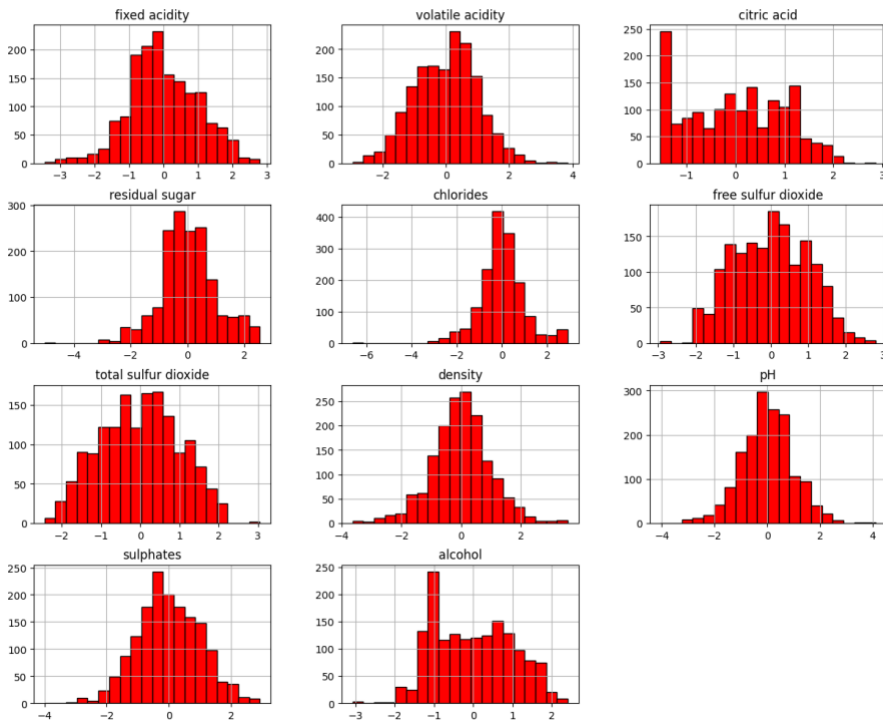 fixed acidity
volatile acidity
citric acid
200
150
100
50
0
−3 −2 −1 0 1 2 3
200
150
100
50
0
−2 0 2 4
250
200
150
100
50
0
−1 0 1 2 3
residual sugar
chlorides
free sulfur dioxide
300
200
100
0
−4 −2 0 2
400
300
200
100
0
−6 −4 −2 0 2
150
100
50
0
−3 −2 −1 0 1 2 3
total sulfur dioxide
density
pH
150
100
50
0
−2 −1 0 1 2 3
250
200
150
100
50
0
−4 −2 0 2
300
200
100
0
−4 −2 0 2 4
sulphates
alcohol
250
200
150
100
50
0
−4 −2 0 2
250
200
150
100
50
0
−3 −2 −1 0 1 2